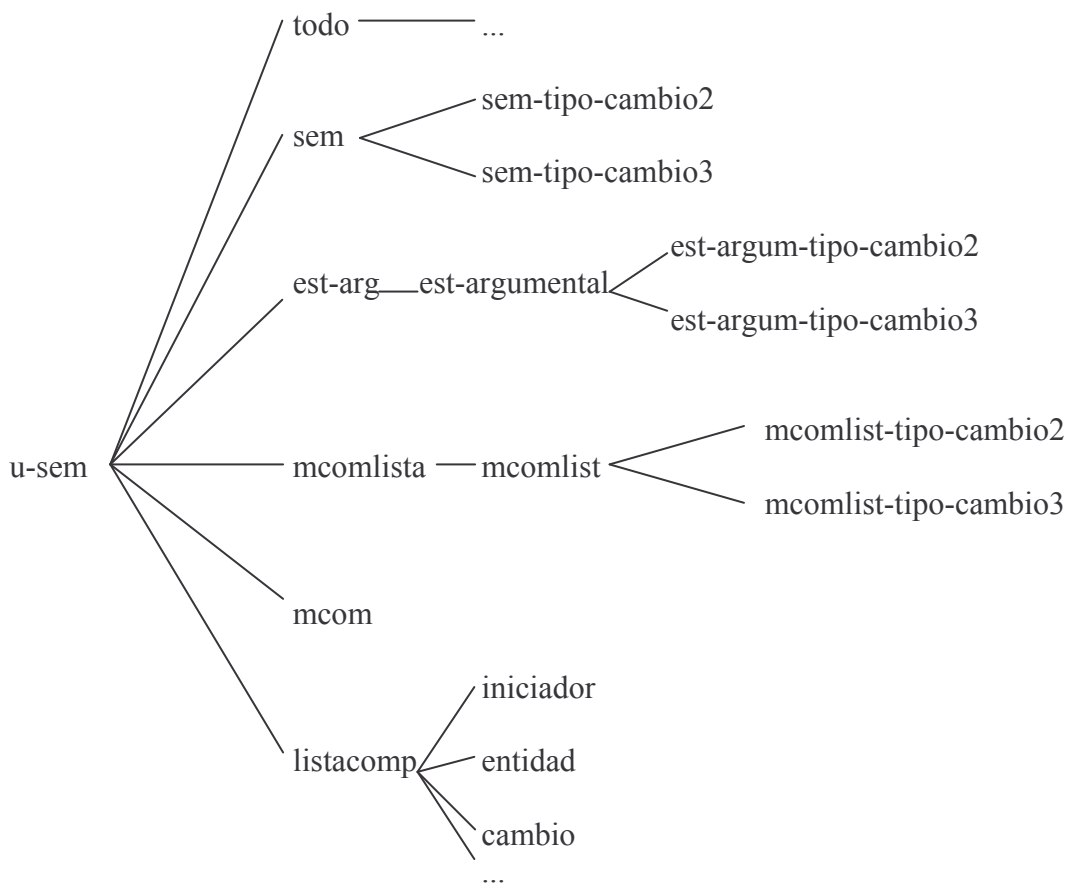 todo ...
sem-tipo-cambio2
sem
sem-tipo-cambio3
est-argum-tipo-cambio2
est-arg est-argumental
est-argum-tipo-cambio3
mcomlist-tipo-cambio2
u-sem mcomlista mcomlist
mcomlist-tipo-cambio3
mcom
iniciador
listacomp entidad
cambio
...